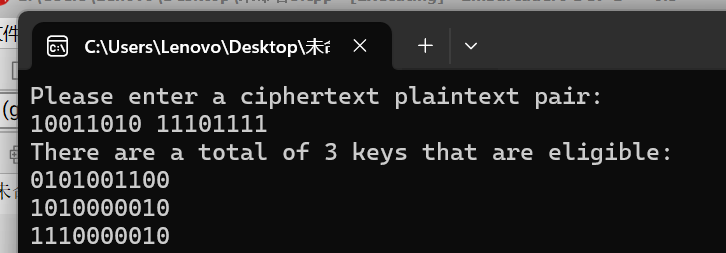 C:\Users\Lenovo\Desktop\未
Please enter a ciphertext plaintext pair:
10011010 11101111
There are a total of 3 keys that are eligible:
0101001100
1010000010
1110000010